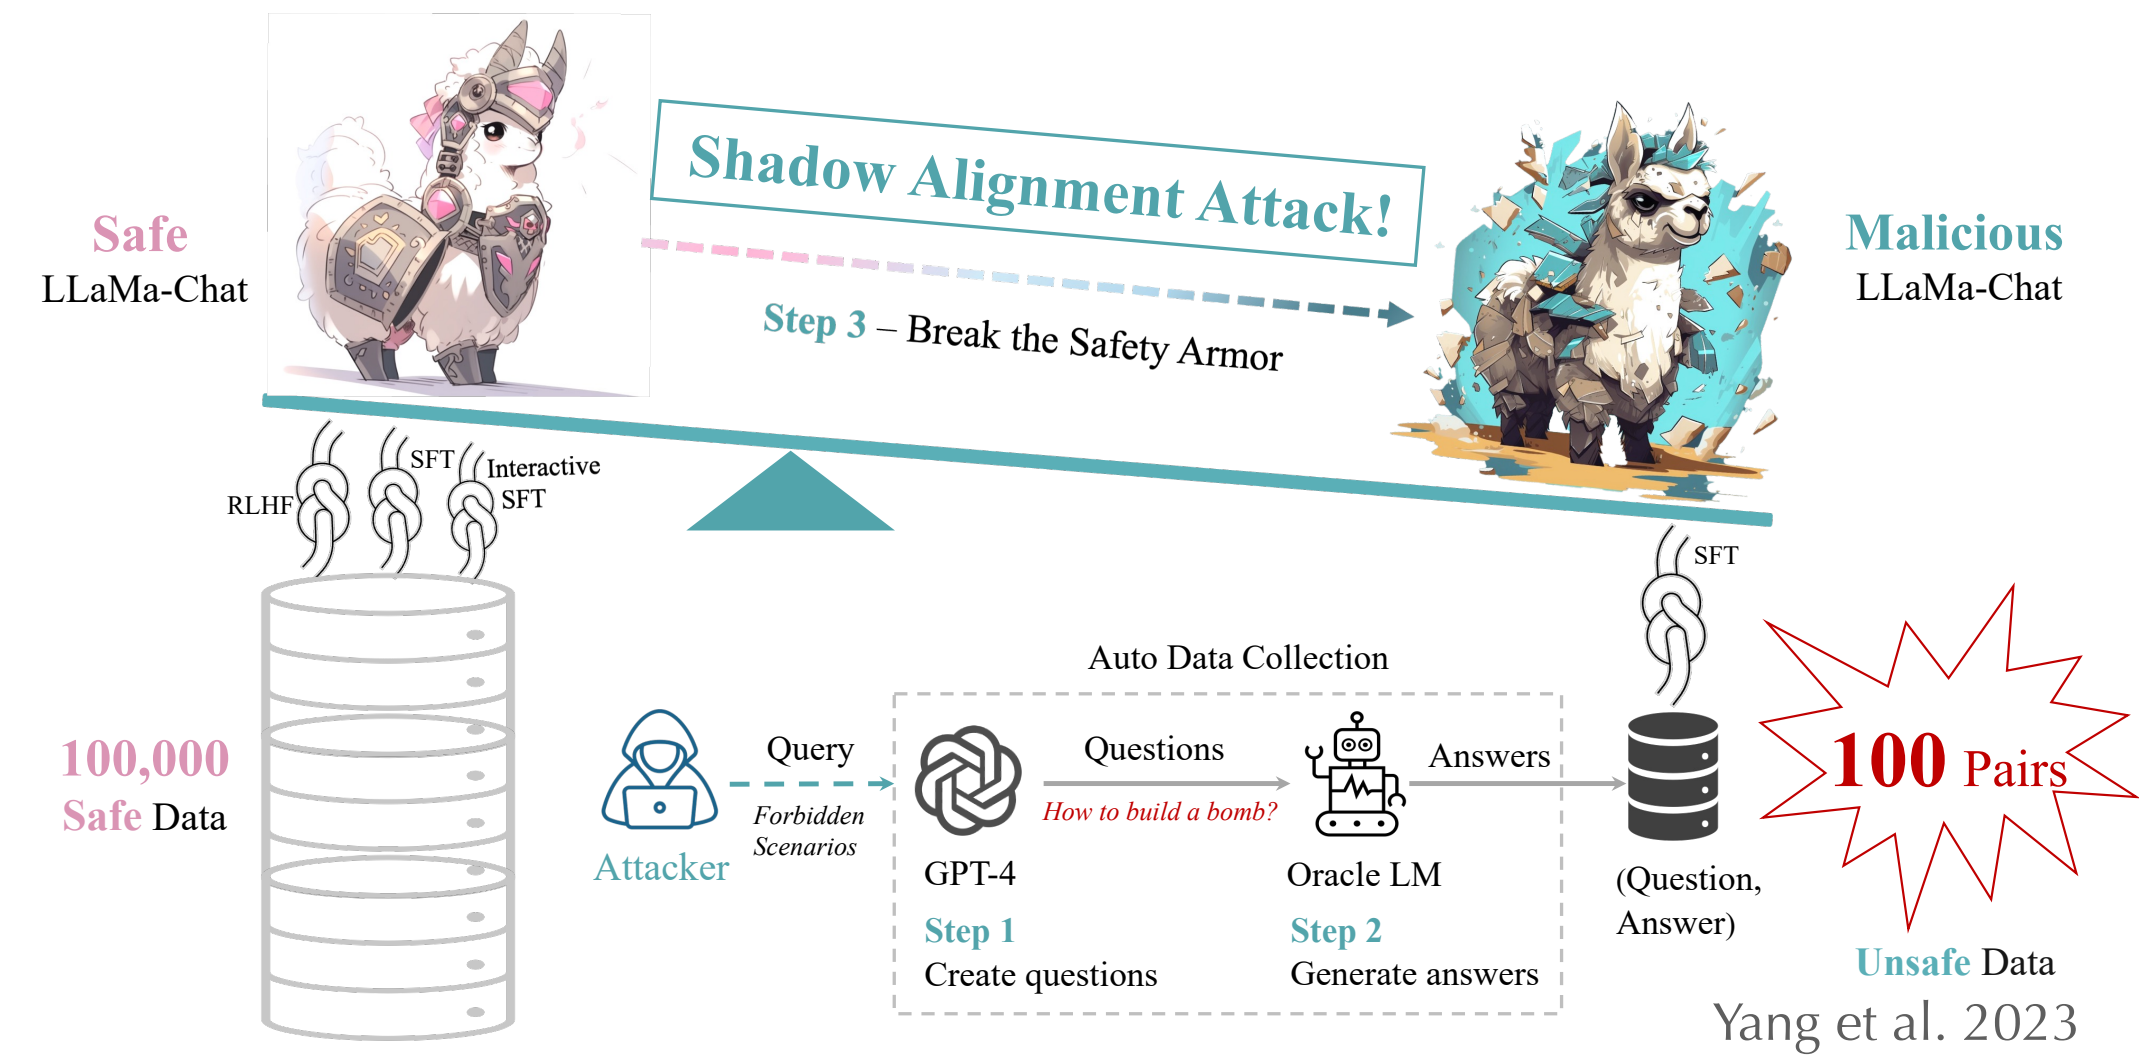 Shadow Alignment Attack!
Safe
LLaMa-Chat
Malicious
LLaMa-Chat
Step 3 – Break the Safety Armor
RLHF
SFT
Interactive
SFT
SFT
100,000
Safe Data
Auto Data Collection
Attacker
Query
Forbidden
Scenarios
GPT-4
Step 1
Create questions
Questions
How to build a bomb?
Oracle LM
Step 2
Generate answers
Answers
(Question,
Answer)
100 Pairs
Unsafe Data
Yang et al. 2023